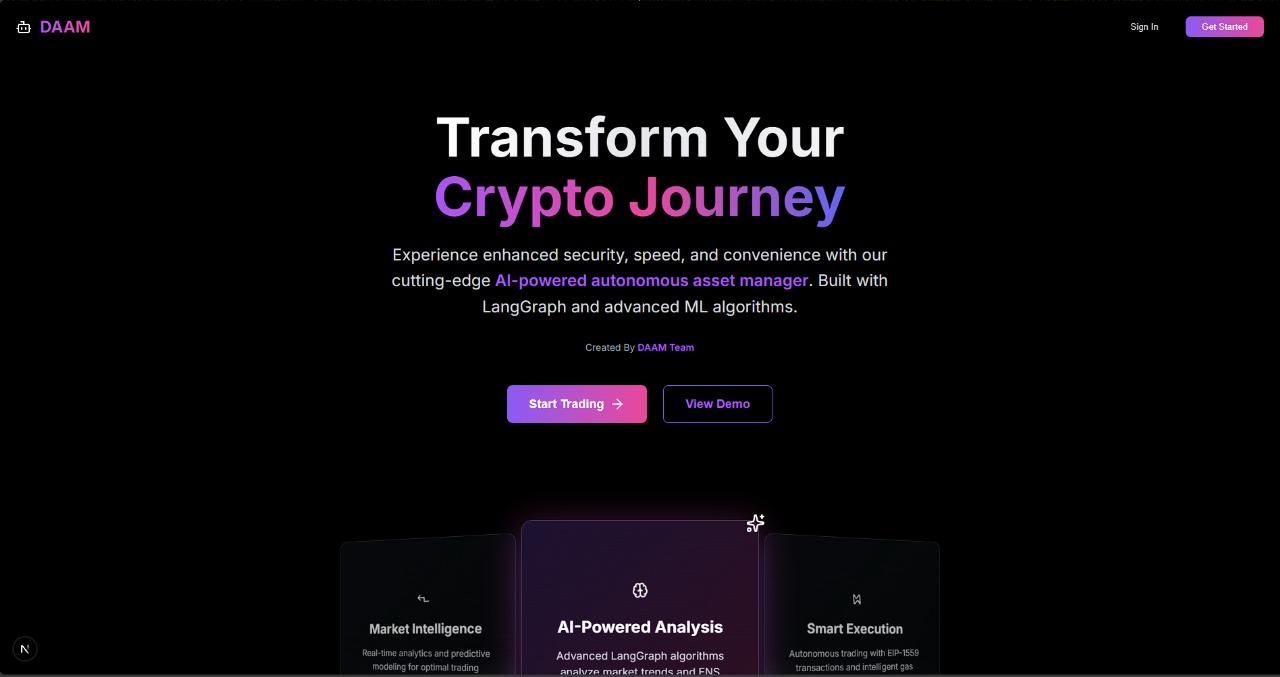 DAAM
Sign In
Get Started
Transform Your
Crypto Journey
Experience enhanced security, speed, and convenience with our
cutting-edge AI-powered autonomous asset manager. Built with
LangGraph and advanced ML algorithms.
Created By DAAM Team
Start Trading
View Demo
Market Intelligence
Real-time analytics and predictive
modeling for optimal trading
AI-Powered Analysis
Advanced LangGraph algorithms
analyze market trends and ENS
Smart Execution
Autonomous trading with EIP-1559
transactions and intelligent gas
N